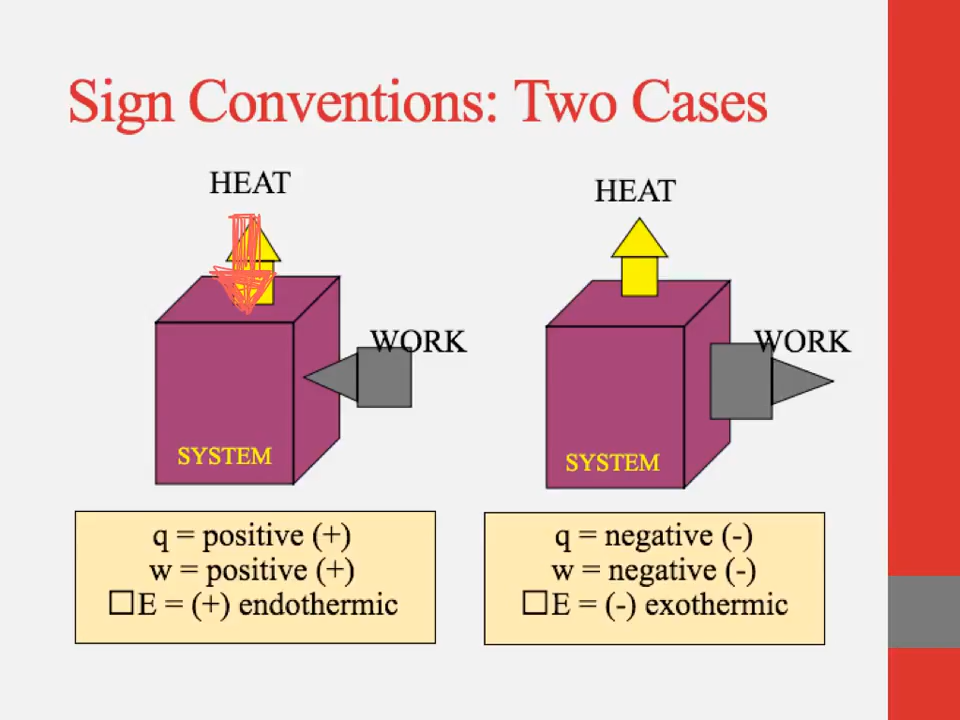 Sign Conventions: Two Cases
HEAT
HEAT
WORK
WORK
SYSTEM
SYSTEM
q = positive (+)
w = positive (+)
□E = (+) endothermic
q = negative (-)
w = negative (-)
□E = (-) exothermic